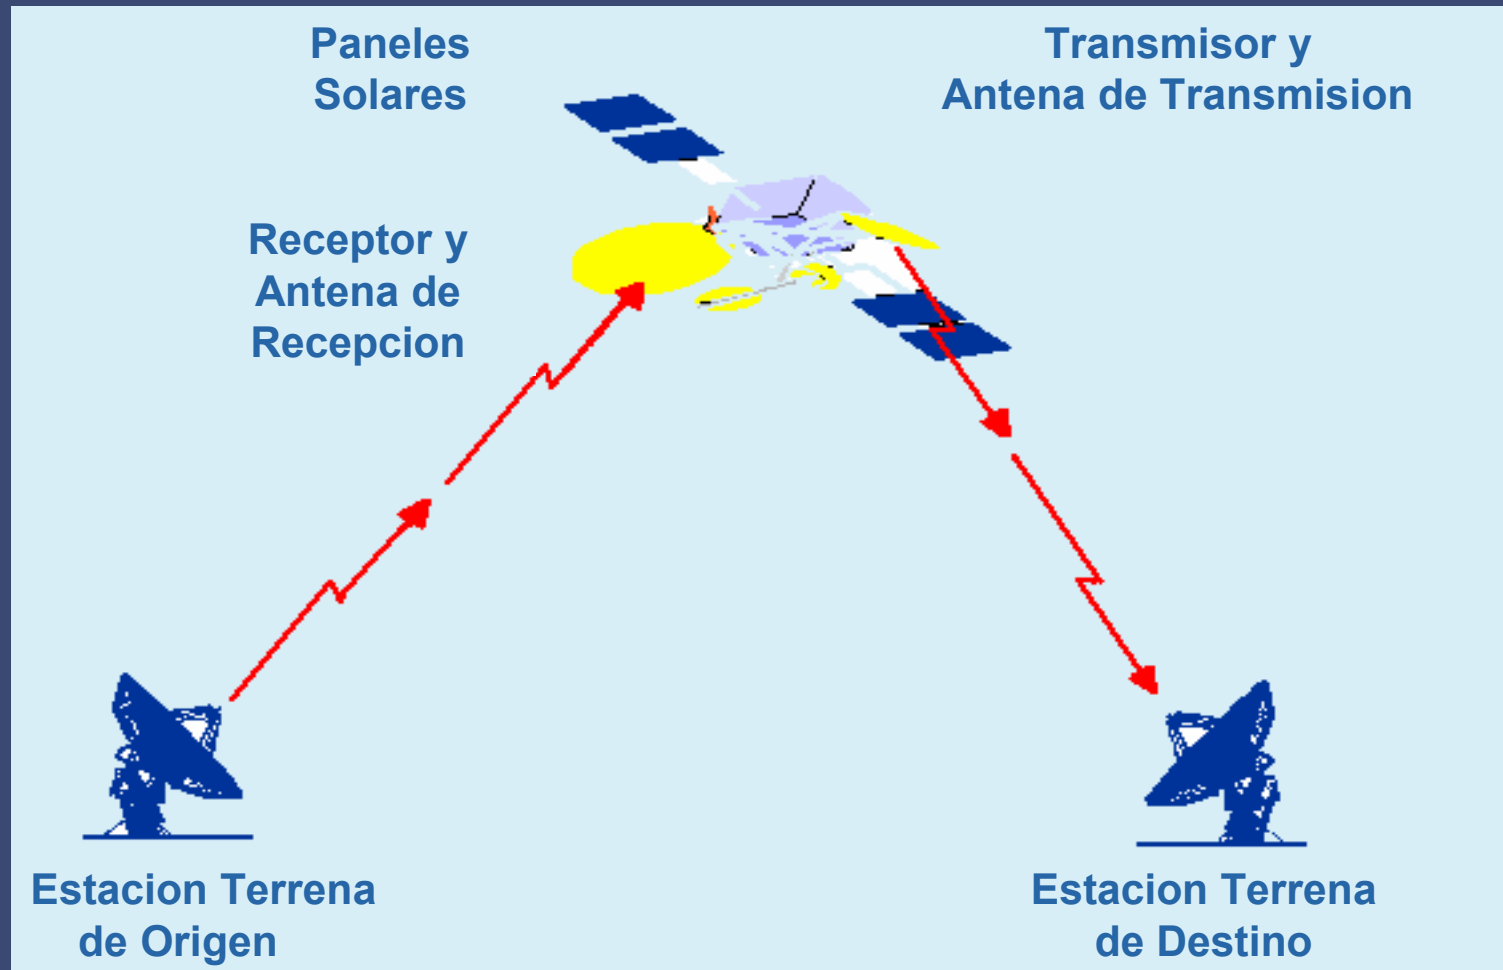 Paneles
Solares
Transmisor y
Antena de Transmision
Receptor y
Antena de
Recepcion
Estacion Terrena
de Origen
Estacion Terrena
de Destino